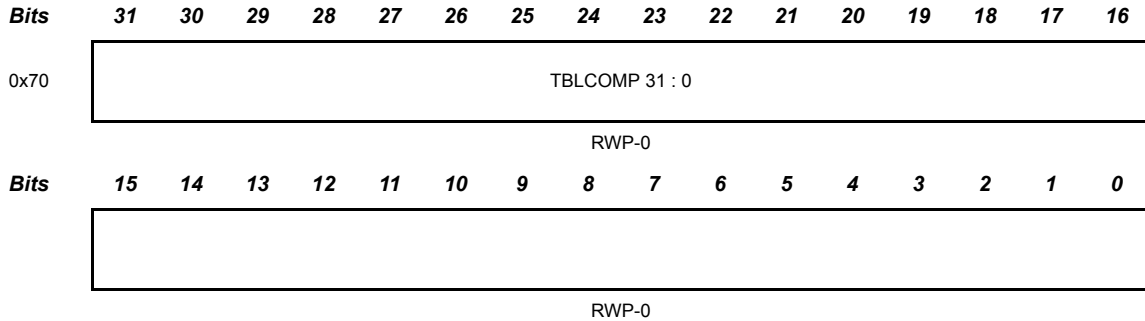 Bits 31 30 29 28 27 26 25 24 23 22 21 20 19 18 17 16
0x70 TBLCOMP 31 : 0
RWP-0
Bits 15 14 13 12 11 10 9 8 7 6 5 4 3 2 1 0
RWP-0